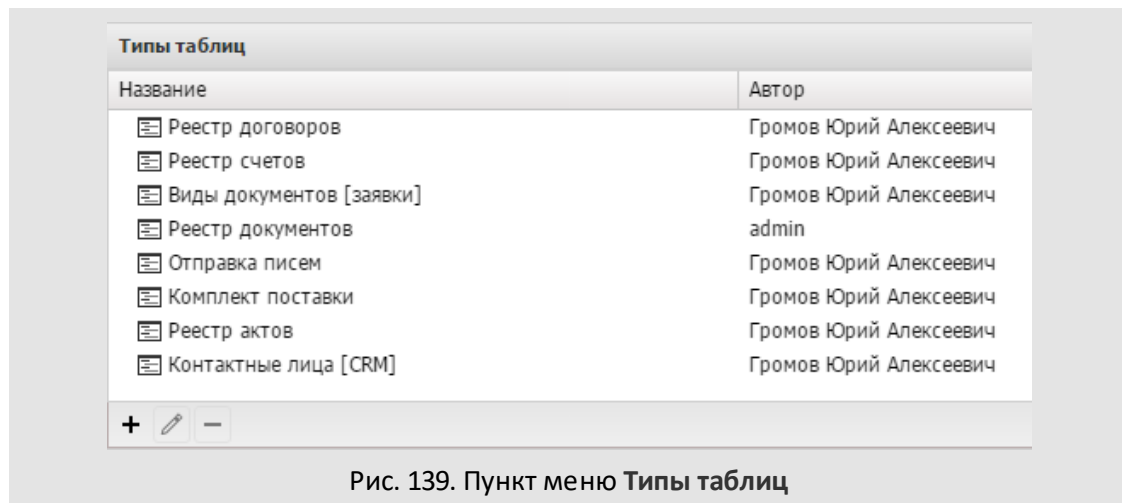 Типы таблиц
Название Автор
Реестр договоров Громов Юрий Алексеевич
Реестр счетов Громов Юрий Алексеевич
Виды документов [заявки] Громов Юрий Алексеевич
Реестр документов admin
Отправка писем Громов Юрий Алексеевич
Комплект поставки Громов Юрий Алексеевич
Реестр актов Громов Юрий Алексеевич
Контактные лица [CRM] Громов Юрий Алексеевич
Рис. 139. Пункт меню Типы таблиц